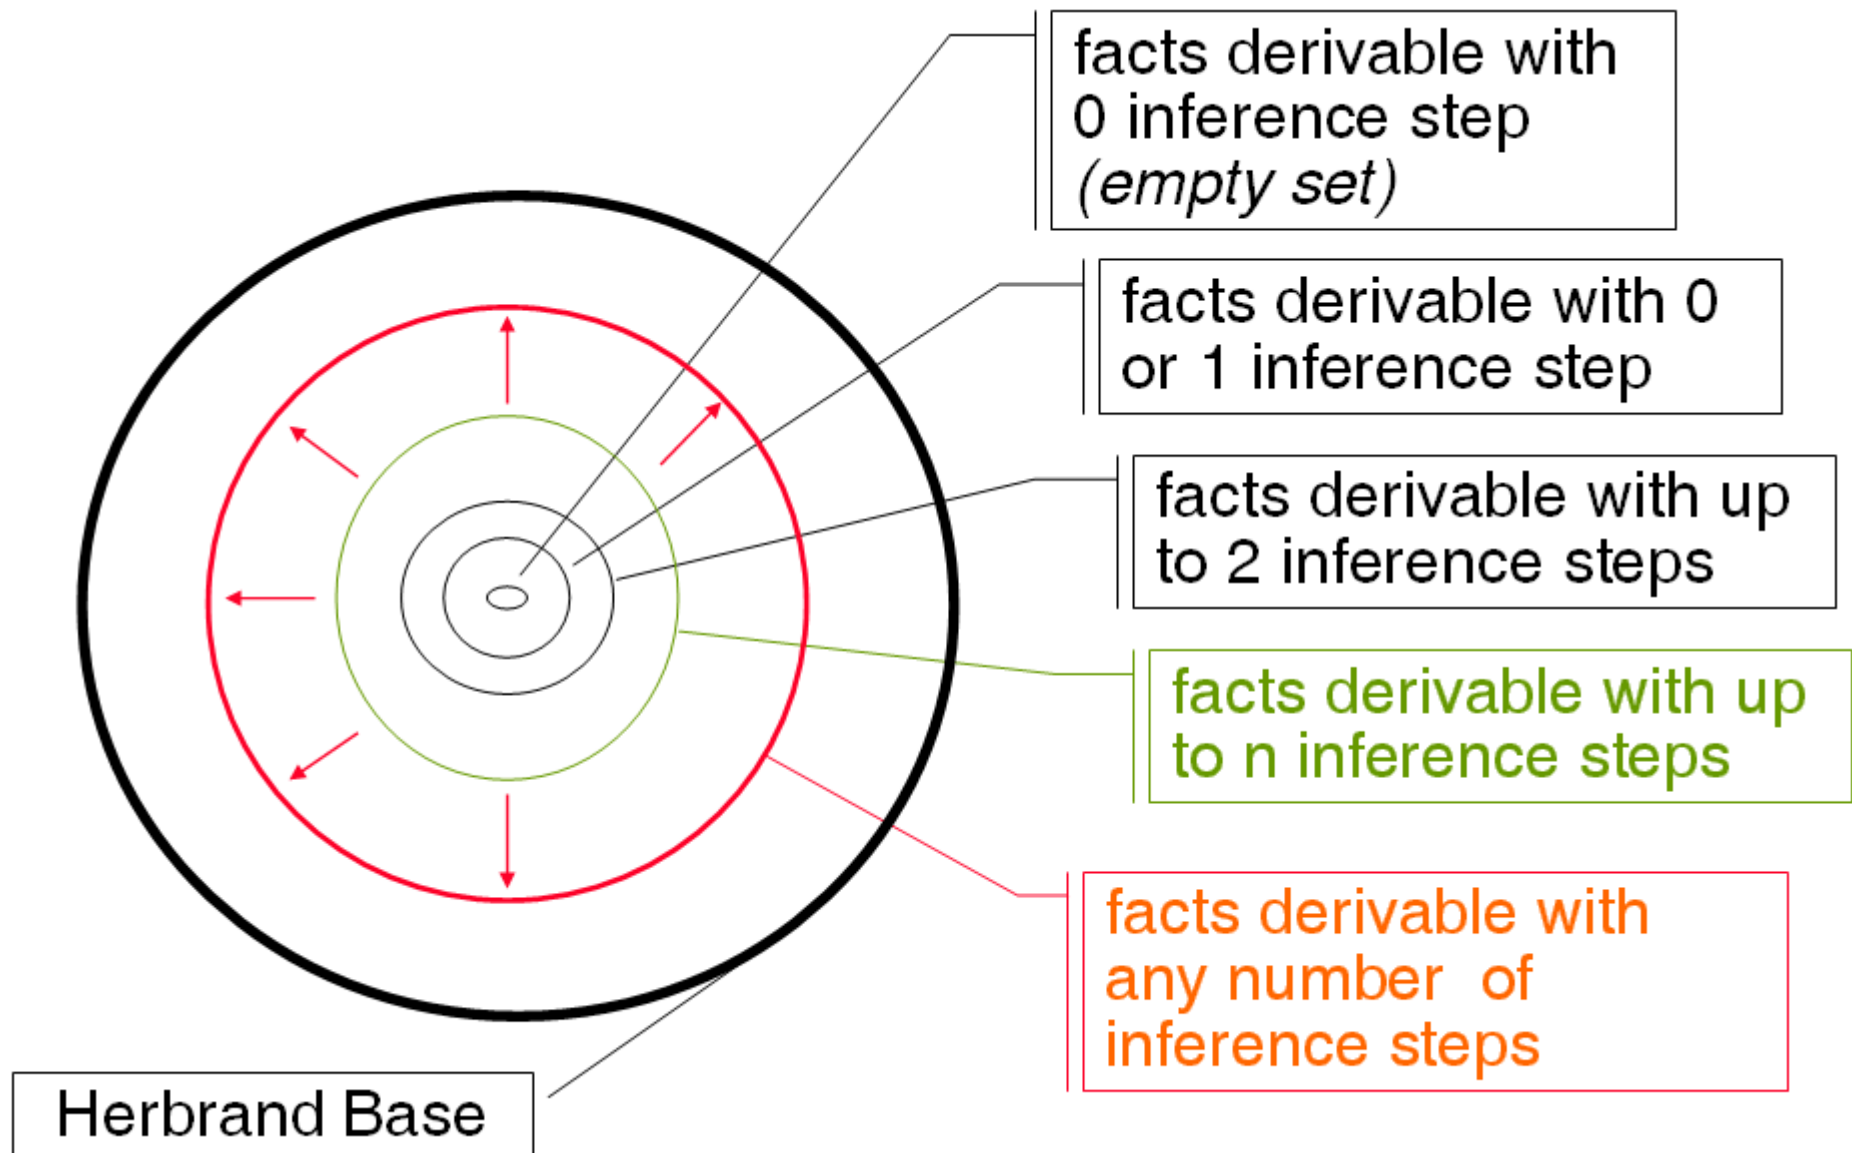 facts derivable with
0 inference step
(empty set)
facts derivable with 0
or 1 inference step
facts derivable with up
to 2 inference steps
facts derivable with up
to n inference steps
facts derivable with
any number of
inference steps
Herbrand Base